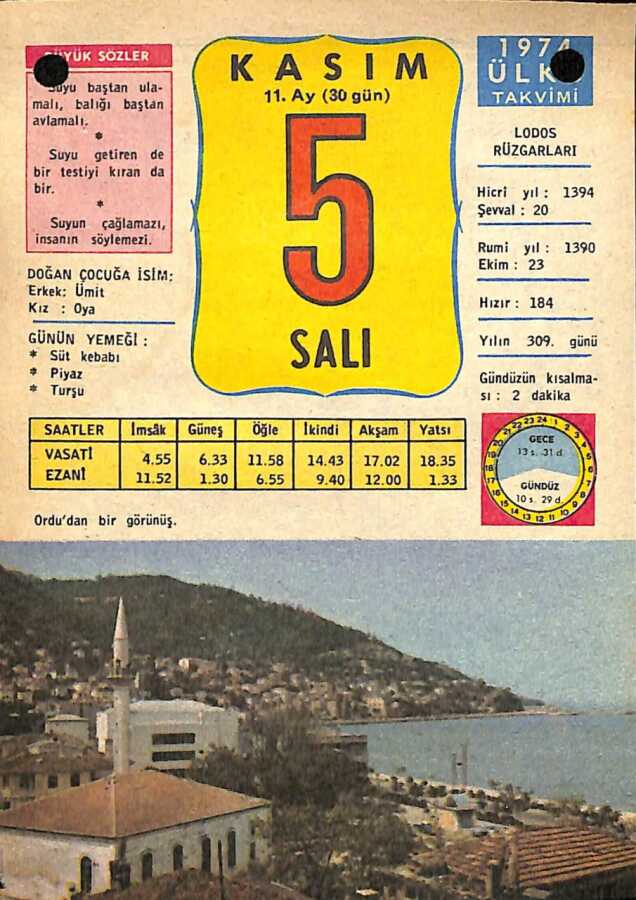 BÜYÜK SÖZLER
Suyu baştan ula-
malı, balığı baştan
avlamalı.
*
Suyu getiren de
bir testiyi kıran da
bir.
*
Suyun çağlamazı,
insanın söylemezi.
DOĞAN ÇOCUĞA İSİM:
Erkek: Ümit
Kız : Oya
GÜNÜN YEMEĞİ :
* Süt kebabı
* Piyaz
* Turşu
KASIM
11. Ay (30 gün)
5
SALI
1974
ÜLKÜ
TAKVİMİ
LODOS
RÜZGARLARI
Hicri yıl : 1394
Şevval : 20
Rumi yıl : 1390
Ekim : 23
Hızır : 184
Yılın 309. günü
Gündüzün kısalma-
sı : 2 dakika
SAATLER İmsâk Güneş Öğle İkindi Akşam Yatsı
VASATİ 4.55 6.33 11.58 14.43 17.02 18.35
EZANİ 11.52 1.30 6.55 9.40 12.00 1.33
GECE
13 s. 31 d.
GÜNDÜZ
10 s. 29 d.
Ordu'dan bir görünüş.